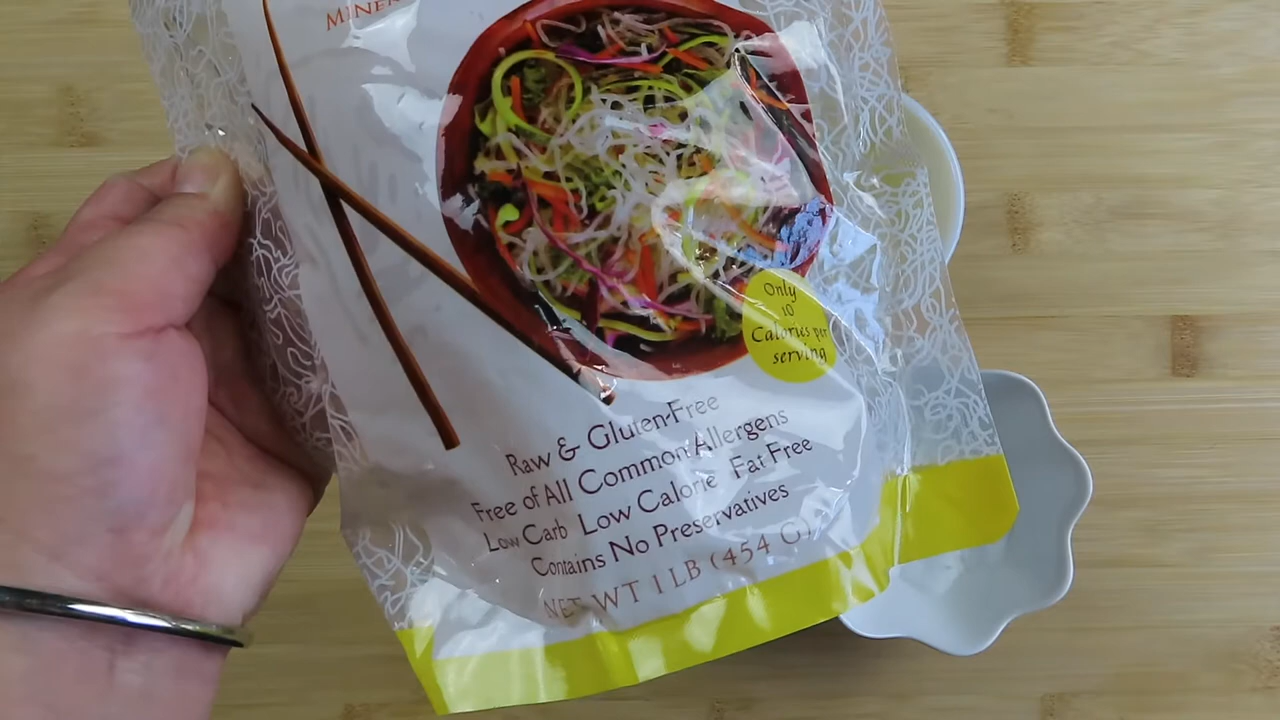 Only
10
Calories per
serving
Raw & Gluten-Free
Free of All Common Allergens
Low Carb Low Calorie Fat Free
Contains No Preservatives
NET WT 1 LB (454 G)